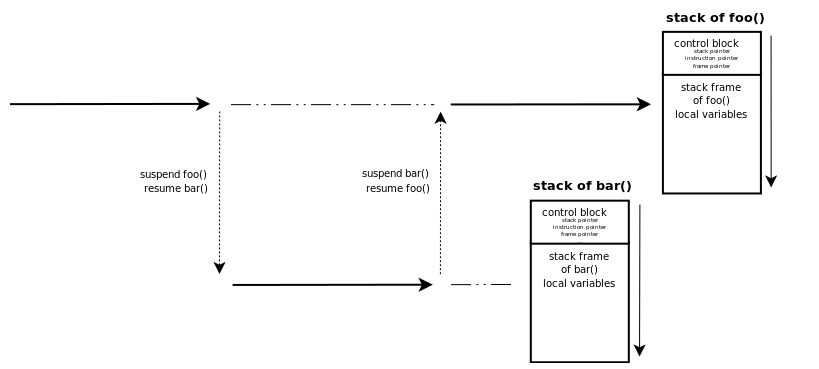 stack of foo()
control block
stack pointer
instruction pointer
frame pointer
stack frame
of foo()
local variables
suspend foo()
resume bar()
suspend bar()
resume foo()
stack of bar()
control block
stack pointer
instruction pointer
frame pointer
stack frame
of bar()
local variables